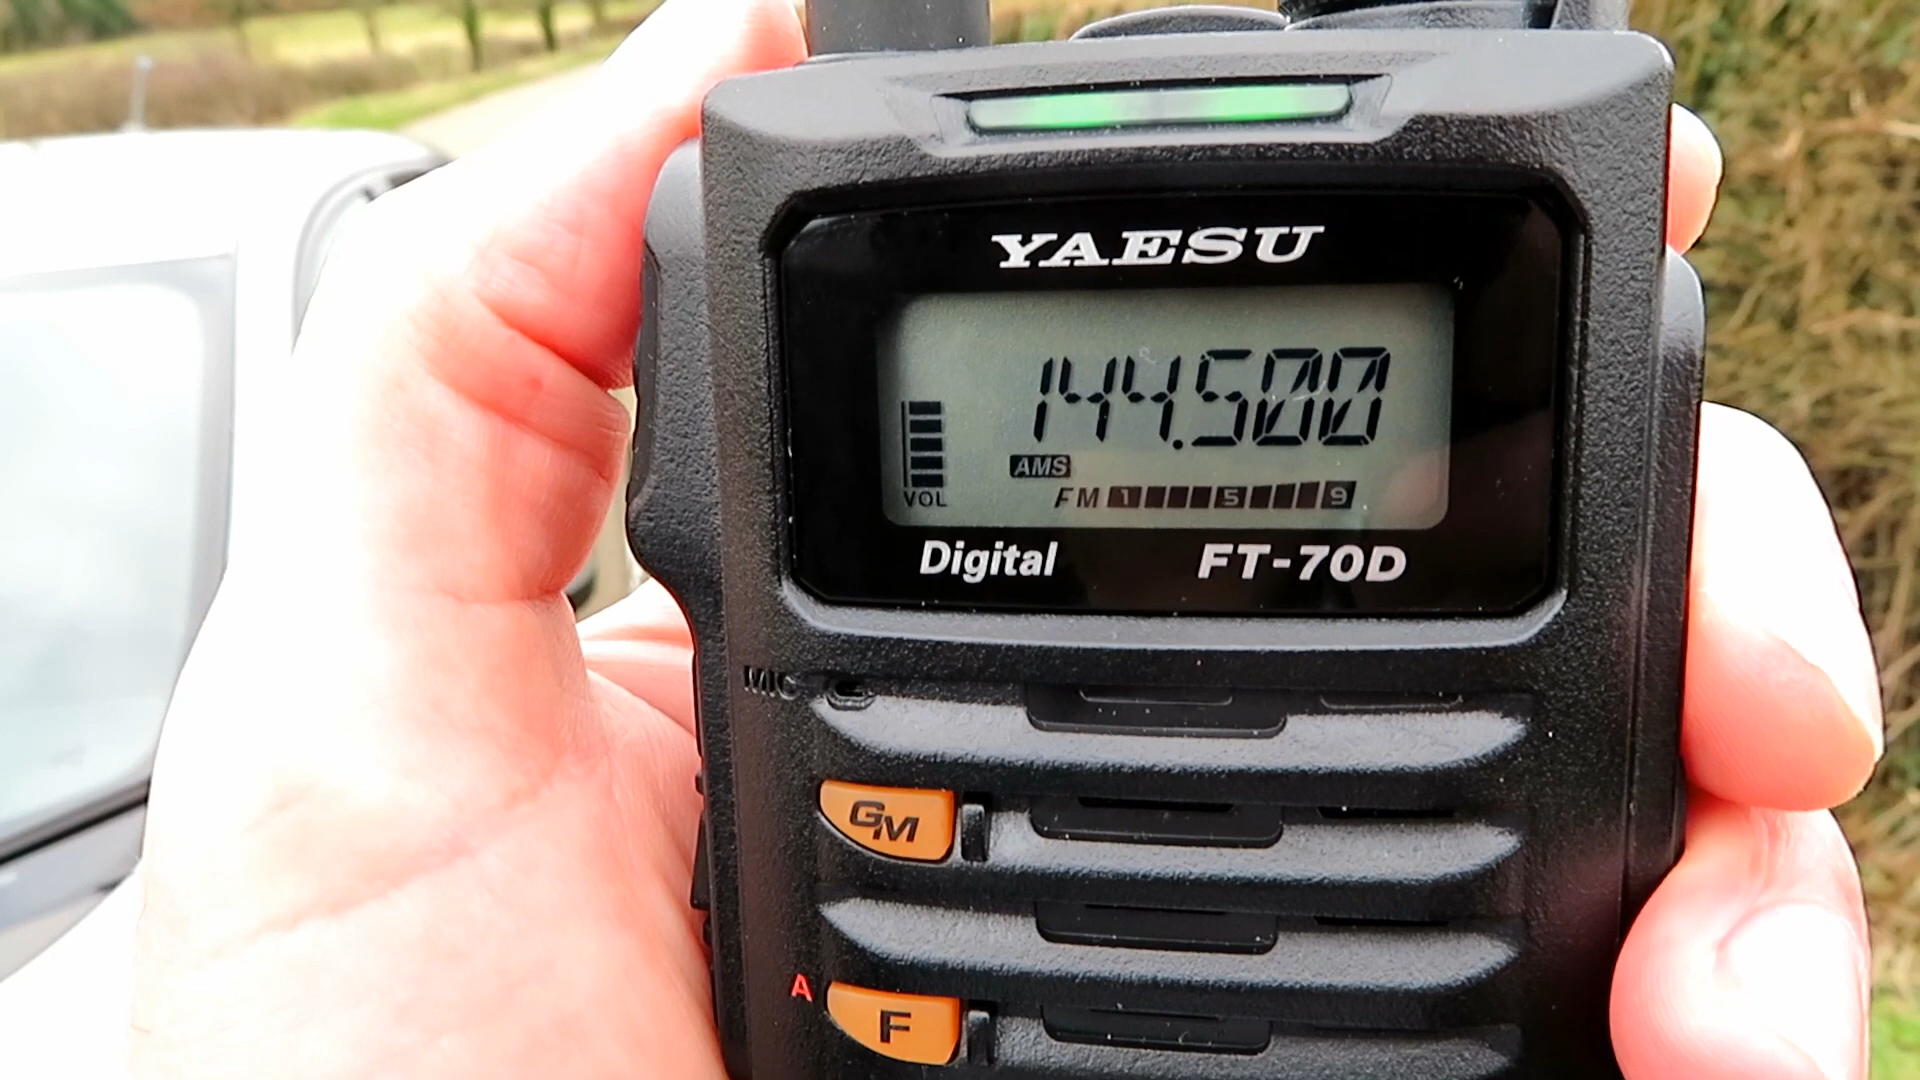 YAESU
144.500
AMS
VOL
FM 1 5 9
Digital FT-70D
MIC
GM
A
F